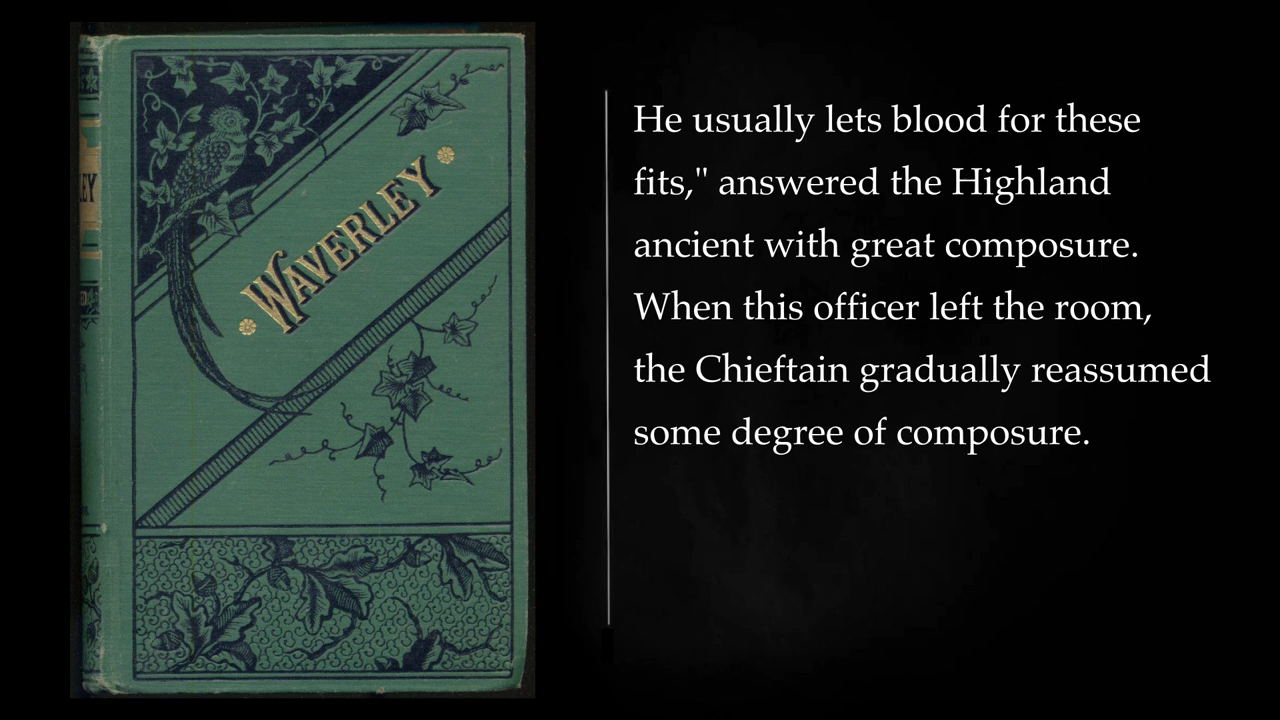 WAVERLEY
EY
He usually lets blood for these
fits," answered the Highland
ancient with great composure.
When this officer left the room,
the Chieftain gradually reassumed
some degree of composure.